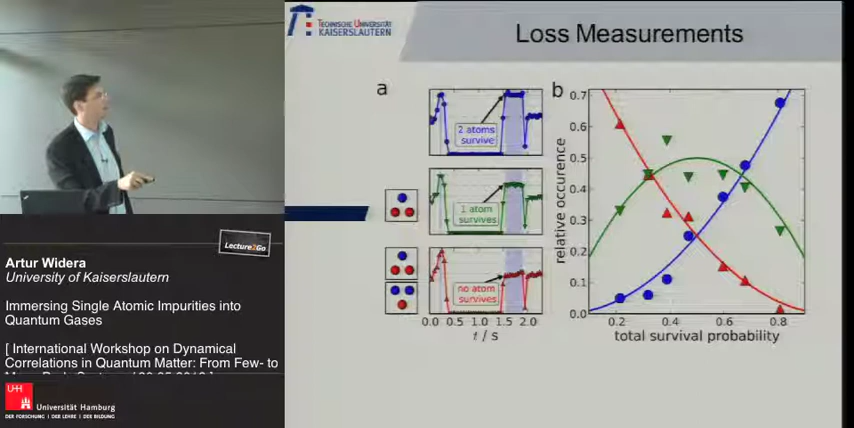 TECHNISCHE UNIVERSITÄT
KAISERSLAUTERN
Loss Measurements
a
2 atoms
survive
1 atom
survives
no atom
survives
0.0 0.5 1.0 1.5 2.0
t / s
b
relative occurence
0.7
0.6
0.5
0.4
0.3
0.2
0.1
0.0
0.2 0.4 0.6 0.8
total survival probability
Lecture2Go
Artur Widera
University of Kaiserslautern
Immersing Single Atomic Impurities into
Quantum Gases
[ International Workshop on Dynamical
Correlations in Quantum Matter: From Few- to
UH
Universität Hamburg
DER FORSCHUNG | DER LEHRE | DER BILDUNG